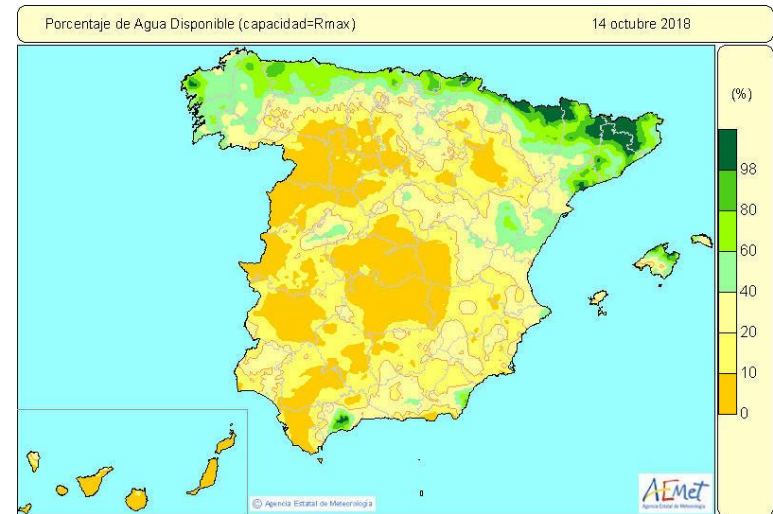 Porcentaje de Agua Disponible (capacidad=Rmax) 14 octubre 2018
(%)
98
80
60
40
20
10
0
© Agencia Estatal de Meteorología
AEMet
Agencia Estatal de Meteorología